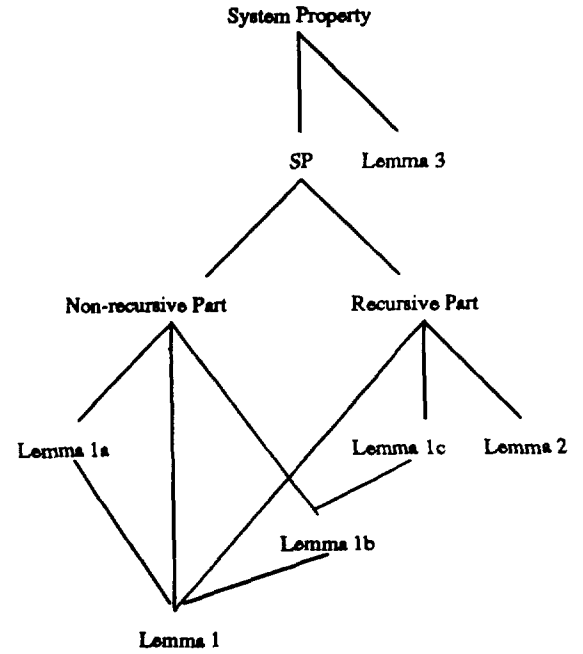 System Property
SP
Lemma 3
Non-recursive Part
Recursive Part
Lemma 1a
Lemma 1c
Lemma 2
Lemma 1b
Lemma 1